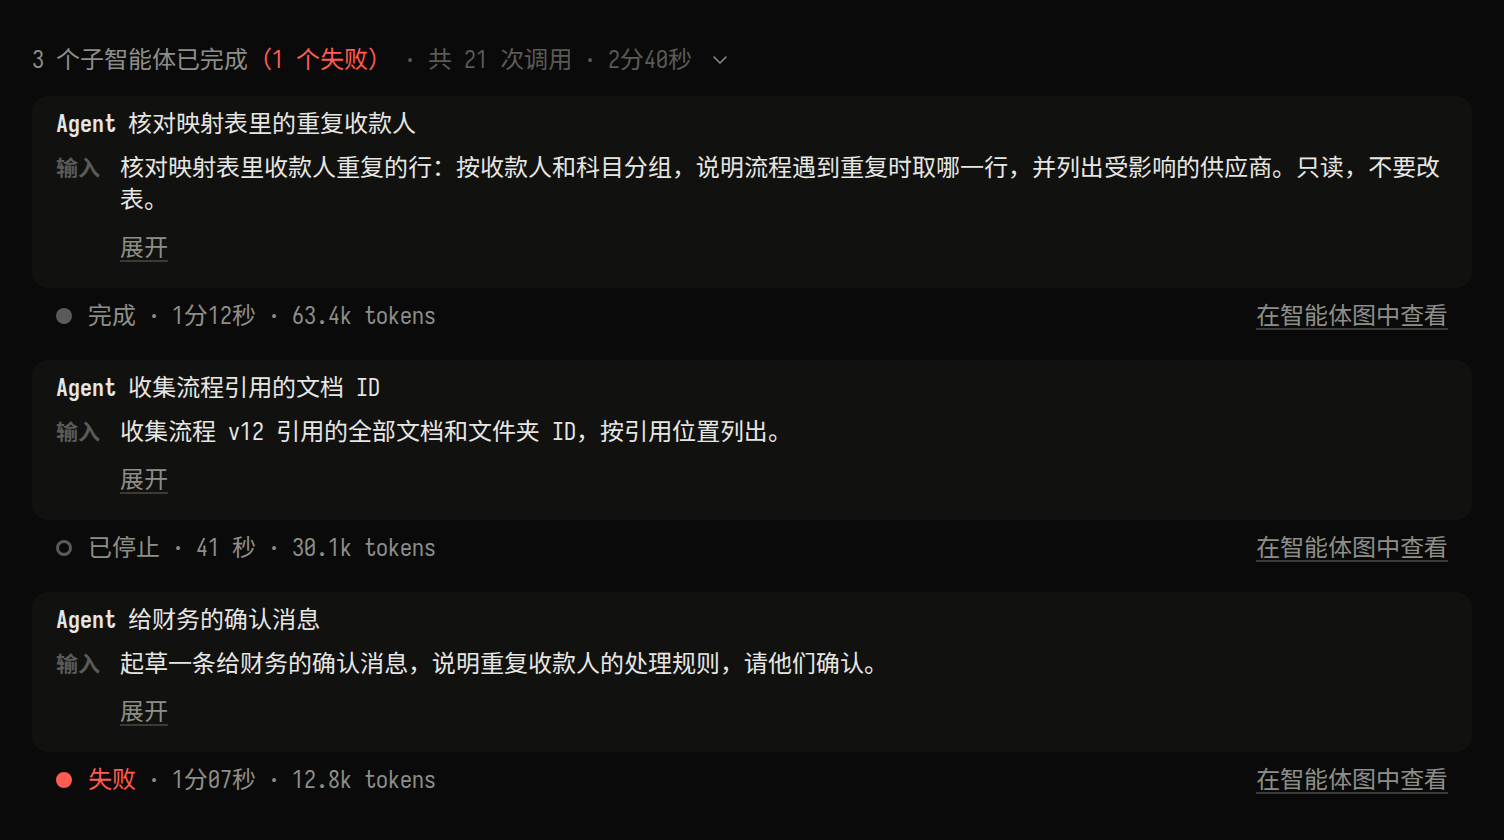 3 个子智能体已完成（1 个失败） · 共 21 次调用 · 2分40秒
Agent 核对映射表里的重复收款人
输入 核对映射表里收款人重复的行：按收款人和科目分组，说明流程遇到重复时取哪一行，并列出受影响的供应商。只读，不要改
表。
展开
完成 · 1分12秒 · 63.4k tokens 在智能体图中查看
Agent 收集流程引用的文档 ID
输入 收集流程 v12 引用的全部文档和文件夹 ID，按引用位置列出。
展开
已停止 · 41 秒 · 30.1k tokens 在智能体图中查看
Agent 给财务的确认消息
输入 起草一条给财务的确认消息，说明重复收款人的处理规则，请他们确认。
展开
失败 · 1分07秒 · 12.8k tokens 在智能体图中查看